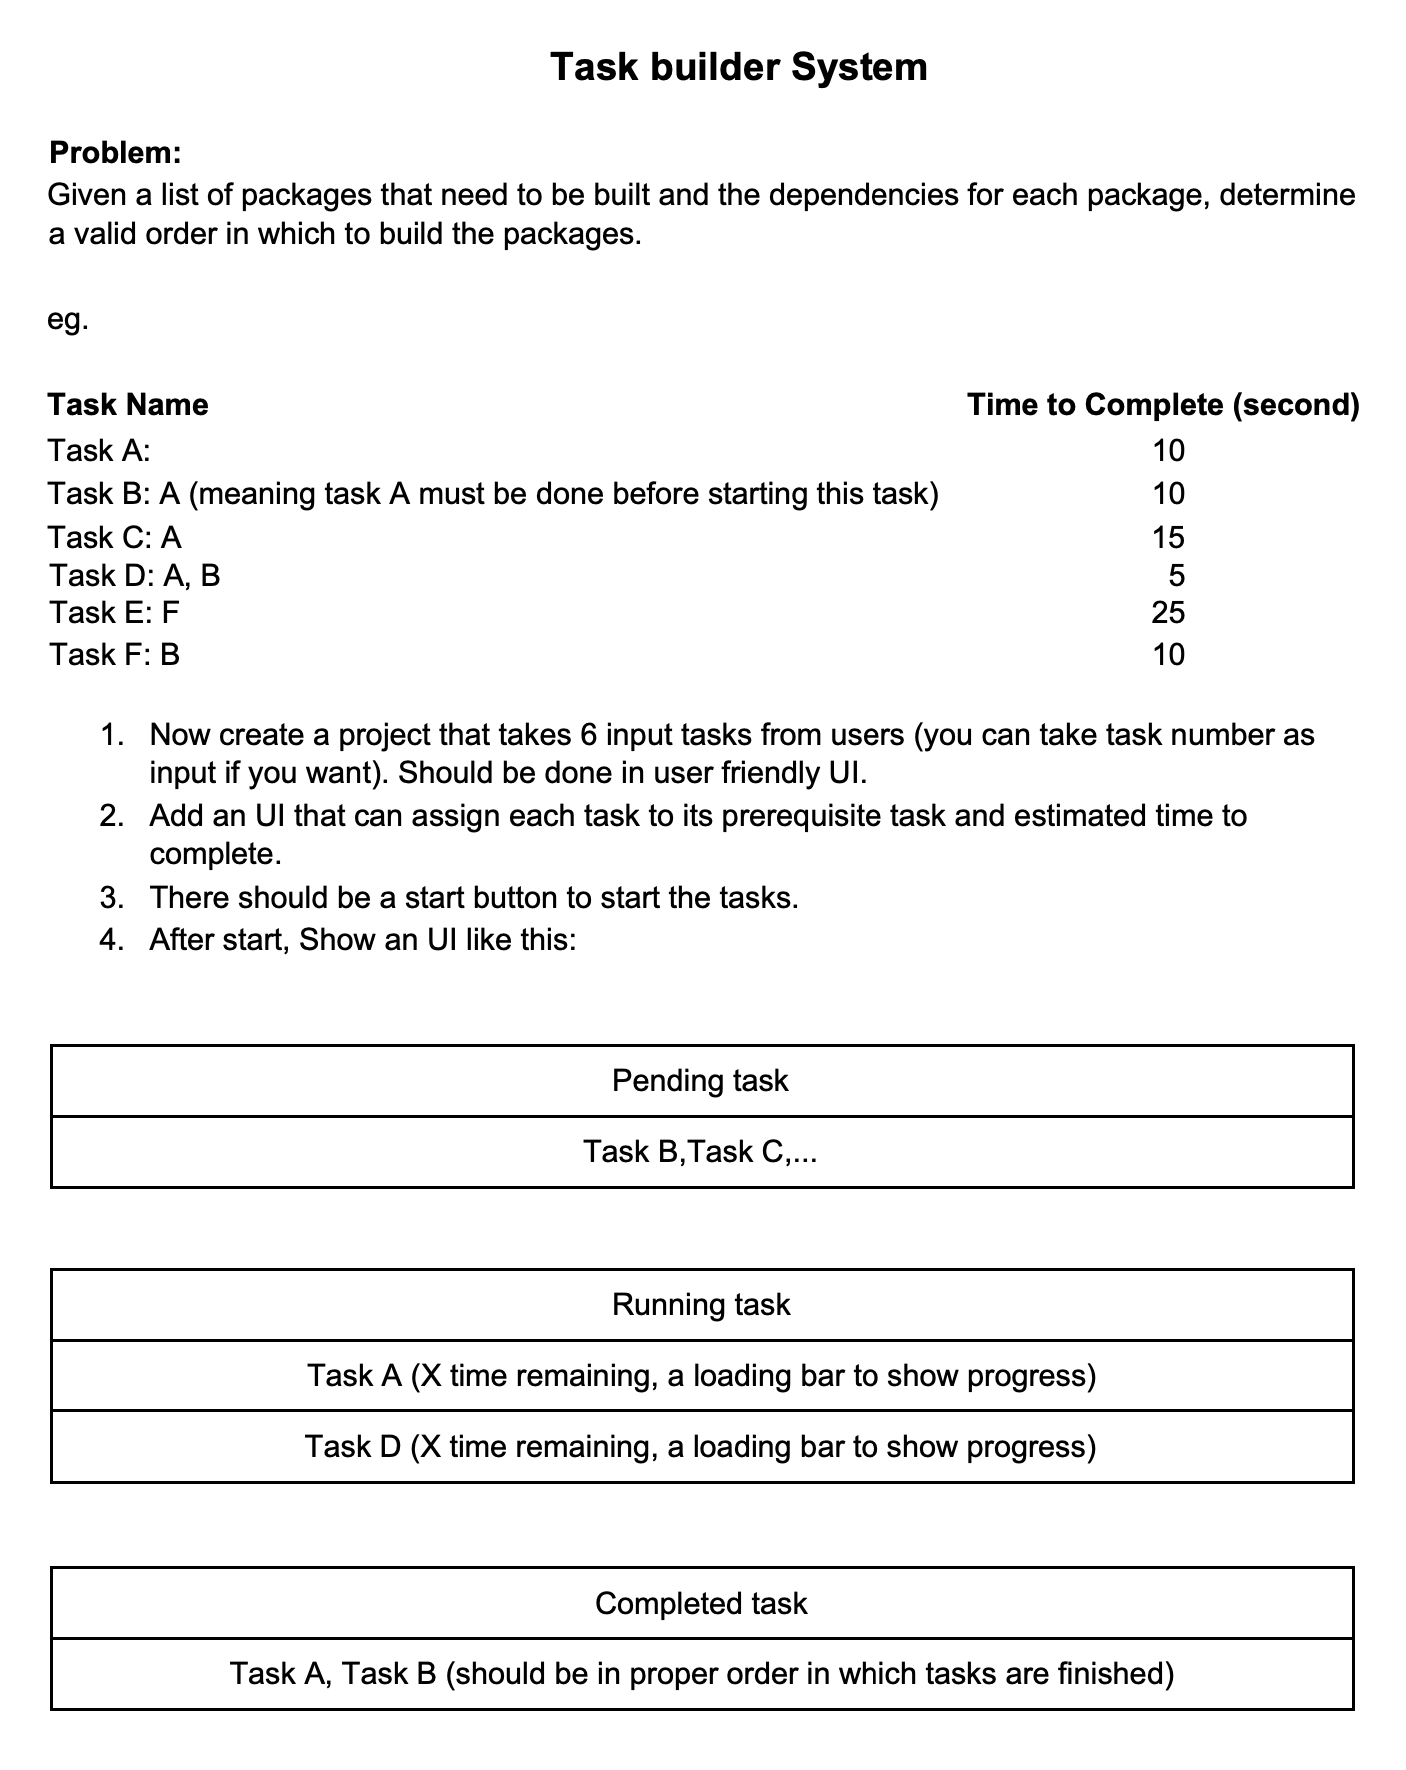 Task builder System
Problem:
Given a list of packages that need to be built and the dependencies for each package, determine
a valid order in which to build the packages.
eg.
Task Name Time to Complete (second)
Task A: 10
Task B: A (meaning task A must be done before starting this task) 10
Task C: A 15
Task D: A, B 5
Task E: F 25
Task F: B 10
1. Now create a project that takes 6 input tasks from users (you can take task number as
input if you want). Should be done in user friendly UI.
2. Add an UI that can assign each task to its prerequisite task and estimated time to
complete.
3. There should be a start button to start the tasks.
4. After start, Show an UI like this:
Pending task
Task B,Task C,...
Running task
Task A (X time remaining, a loading bar to show progress)
Task D (X time remaining, a loading bar to show progress)
Completed task
Task A, Task B (should be in proper order in which tasks are finished)